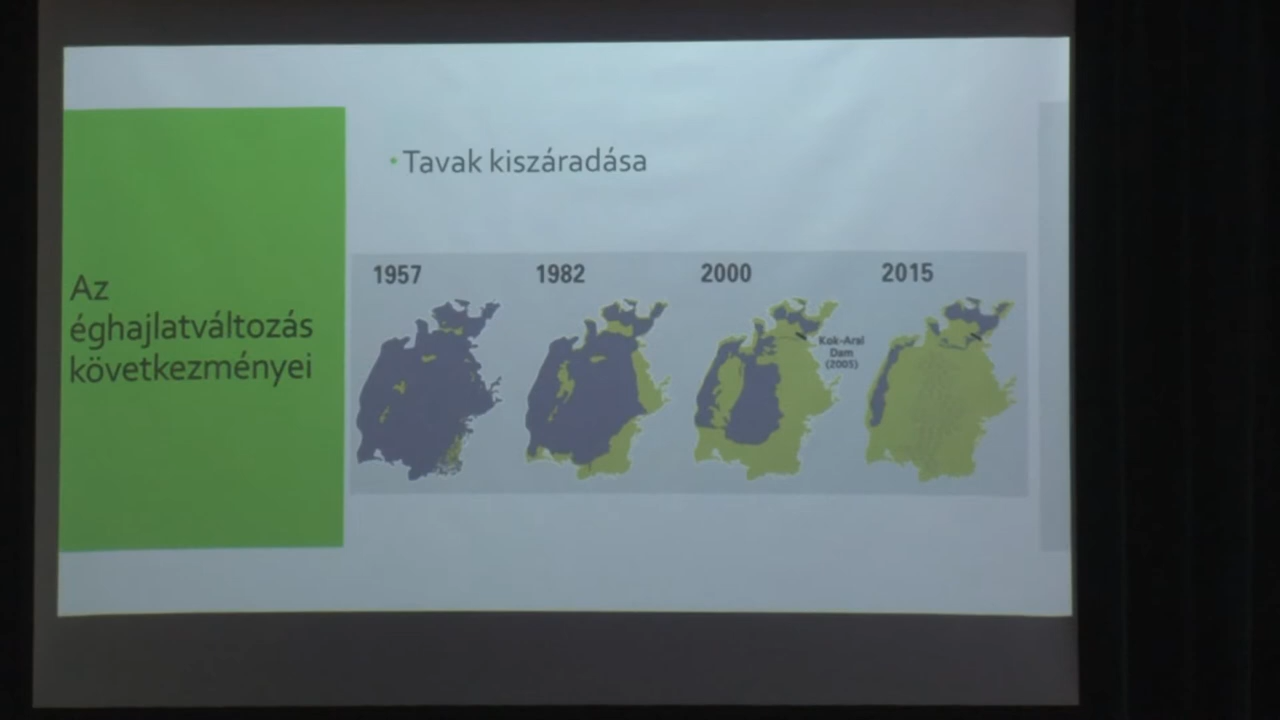 Az
éghajlatváltozás
következményei
• Tavak kiszáradása
1957
1982
2000
2015
Kok-Aral
Dam
(2005)